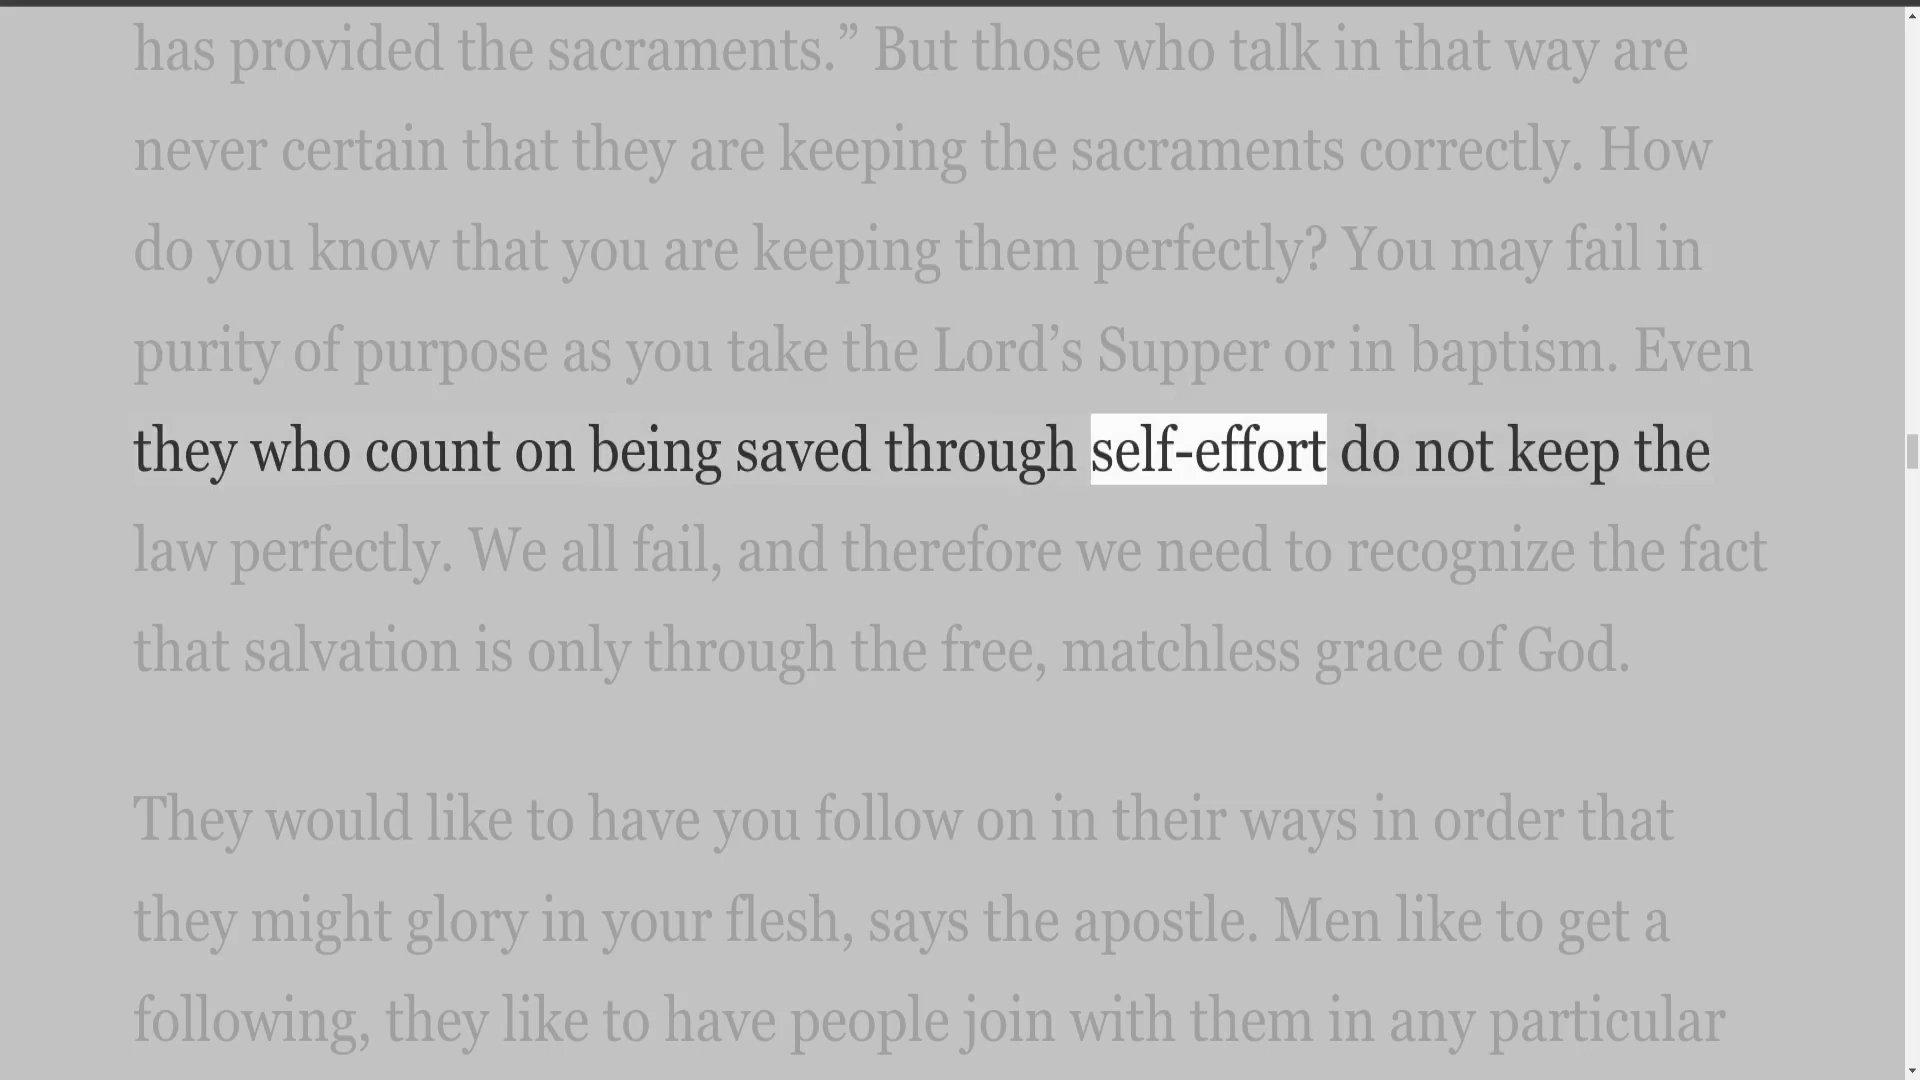 has provided the sacraments.” But those who talk in that way are
never certain that they are keeping the sacraments correctly. How
do you know that you are keeping them perfectly? You may fail in
purity of purpose as you take the Lord’s Supper or in baptism. Even
they who count on being saved through self-effort do not keep the
law perfectly. We all fail, and therefore we need to recognize the fact
that salvation is only through the free, matchless grace of God.
They would like to have you follow on in their ways in order that
they might glory in your flesh, says the apostle. Men like to get a
following, they like to have people join with them in any particular